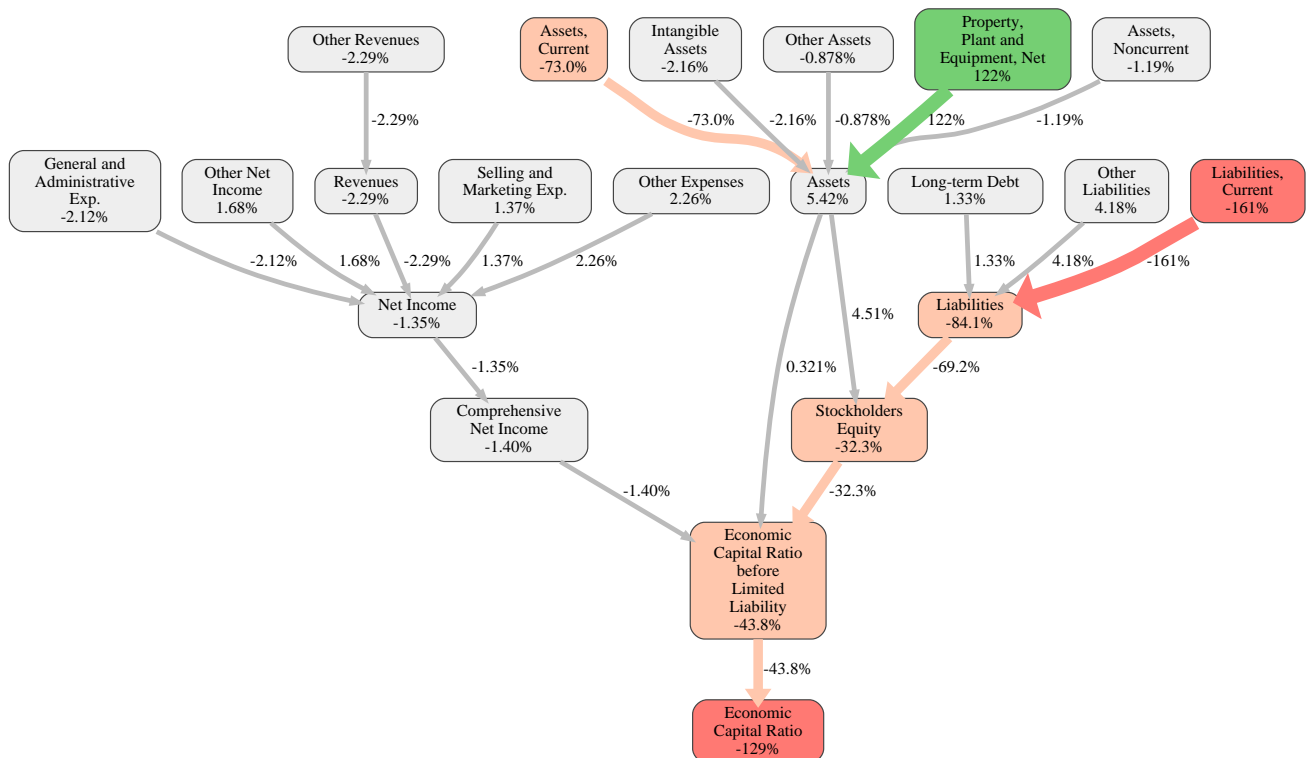 Other Revenues
-2.29%
Assets,
Current
-73.0%
Intangible
Assets
-2.16%
Other Assets
-0.878%
Property,
Plant and
Equipment, Net
122%
Assets,
Noncurrent
-1.19%
-2.29%
-73.0%
-2.16%
-0.878%
122%
-1.19%
General and
Administrative
Exp.
-2.12%
Other Net
Income
1.68%
Revenues
-2.29%
Selling and
Marketing Exp.
1.37%
Other Expenses
2.26%
Assets
5.42%
Long-term Debt
1.33%
Other
Liabilities
4.18%
Liabilities,
Current
-161%
-2.12%
1.68%
-2.29%
1.37%
2.26%
1.33%
4.18%
-161%
Net Income
-1.35%
Liabilities
-84.1%
4.51%
-1.35%
0.321%
-69.2%
Comprehensive
Net Income
-1.40%
Stockholders
Equity
-32.3%
-1.40%
-32.3%
Economic
Capital Ratio
before
Limited
Liability
-43.8%
-43.8%
Economic
Capital Ratio
-129%